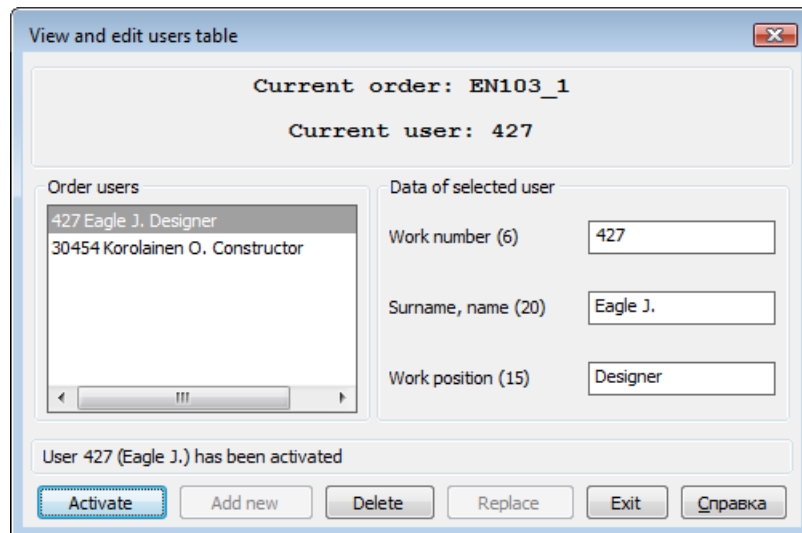 View and edit users table
Current order: EN103_1
Current user: 427
Order users
427 Eagle J. Designer
30454 Korolainen O. Constructor
Data of selected user
Work number (6)
427
Surname, name (20)
Eagle J.
Work position (15)
Designer
User 427 (Eagle J.) has been activated
Activate
Add new
Delete
Replace
Exit
Справка